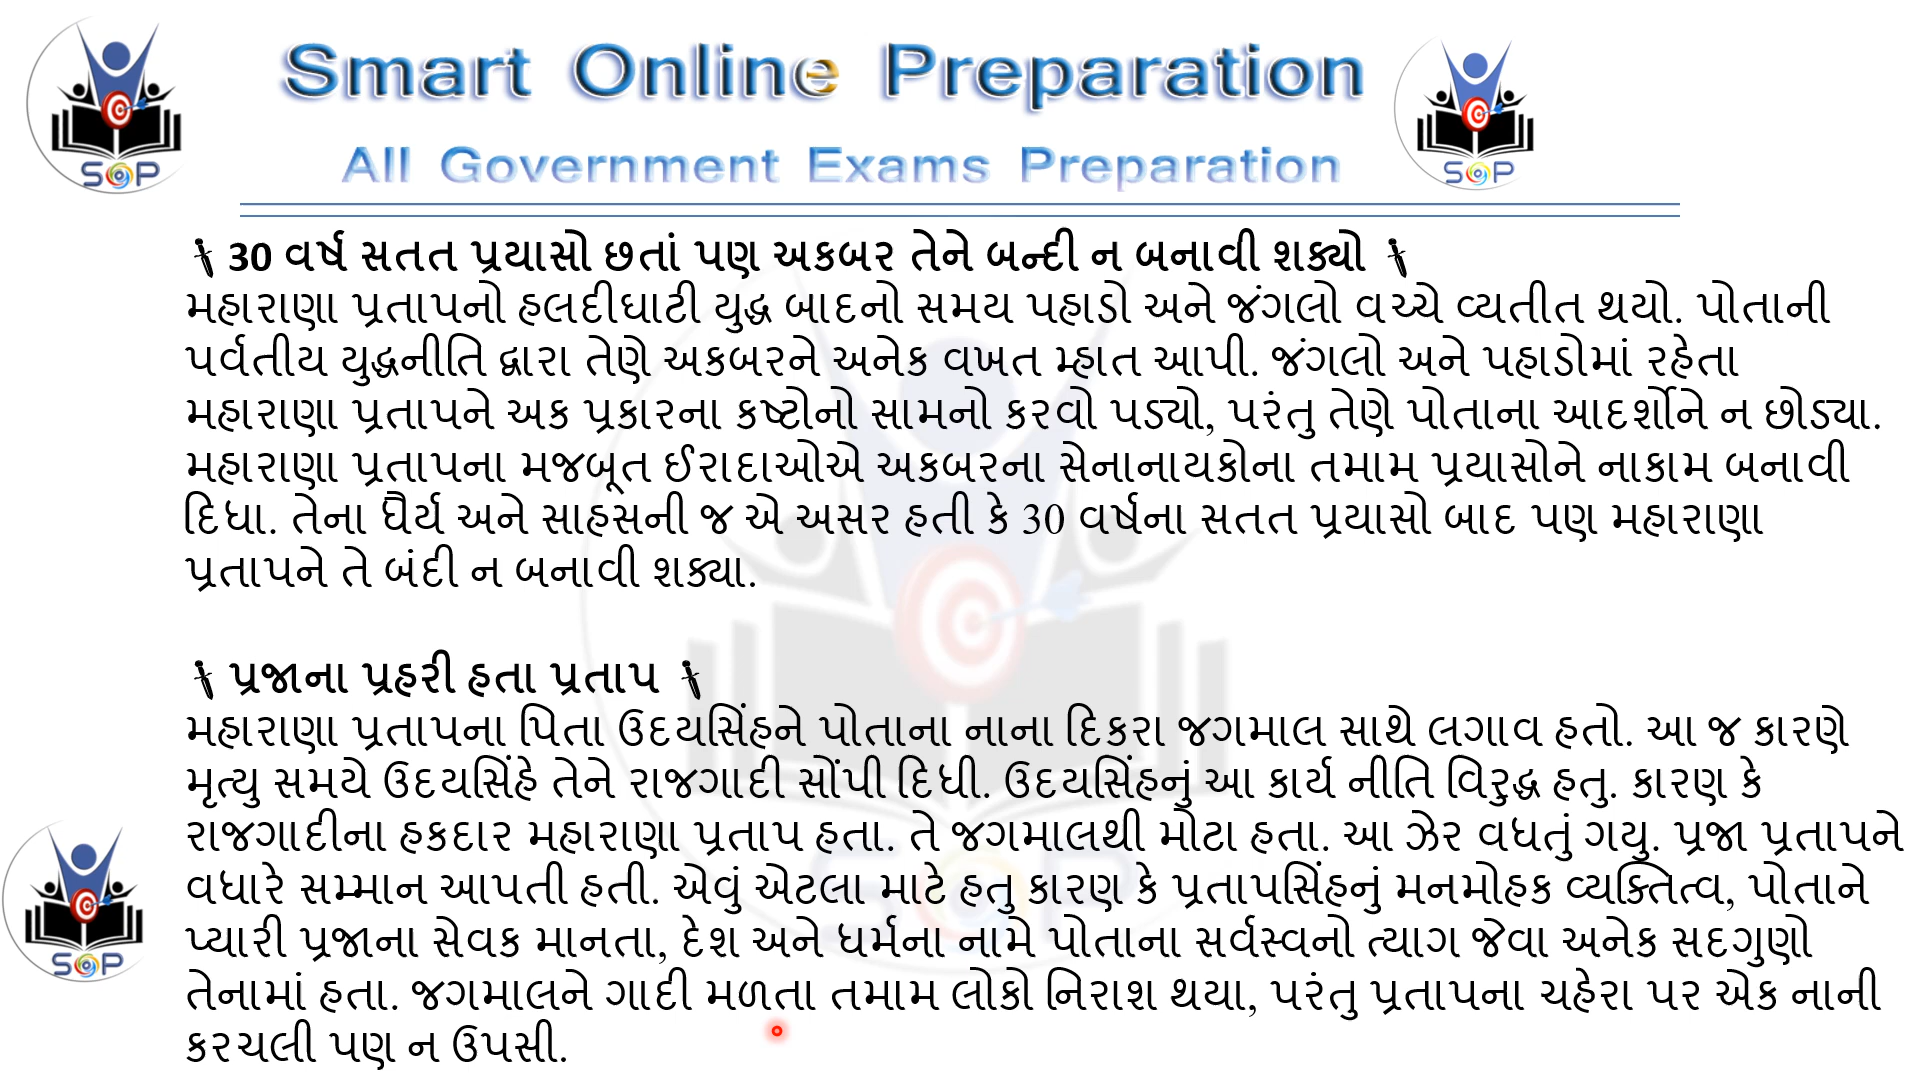 Smart Online Preparation
All Government Exams Preparation
S@P
S@P
30 વર્ષ સતત પ્રયાસો છતાં પણ અકબર તેને બન્દી ન બનાવી શક્યો
મહારાણા પ્રતાપનો હલદીઘાટી યુદ્ધ બાદનો સમય પહાડો અને જંગલો વચ્ચે વ્યતીત થયો. પોતાની
પર્વતીય યુદ્ધનીતિ દ્વારા તેણે અકબરને અનેક વખત મ્હાત આપી. જંગલો અને પહાડોમાં રહેતા
મહારાણા પ્રતાપને અક પ્રકારના કષ્ટોનો સામનો કરવો પડ્યો, પરંતુ તેણે પોતાના આદર્શોને ન છોડ્યા.
મહારાણા પ્રતાપના મજબૂત ઈરાદાઓએ અકબરના સેનાનાયકોના તમામ પ્રયાસોને નાકામ બનાવી
દિધા. તેના ધૈર્ય અને સાહસની જ એ અસર હતી કે 30 વર્ષના સતત પ્રયાસો બાદ પણ મહારાણા
પ્રતાપને તે બંદી ન બનાવી શક્યા.
પ્રજાના પ્રહરી હતા પ્રતાપ
મહારાણા પ્રતાપના પિતા ઉદયસિંહને પોતાના નાના દિકરા જગમાલ સાથે લગાવ હતો. આ જ કારણે
મૃત્યુ સમયે ઉદયસિંહે તેને રાજગાદી સોંપી દિધી. ઉદયસિંહનું આ કાર્ય નીતિ વિરુદ્ધ હતુ. કારણ કે
રાજગાદીના હકદાર મહારાણા પ્રતાપ હતા. તે જગમાલથી મોટા હતા. આ ઝેર વધતું ગયુ. પ્રજા પ્રતાપને
વધારે સમ્માન આપતી હતી. એવું એટલા માટે હતુ કારણ કે પ્રતાપસિંહનું મનમોહક વ્યક્તિત્વ, પોતાને
પ્યારી પ્રજાના સેવક માનતા, દેશ અને ધર્મના નામે પોતાના સર્વસ્વનો ત્યાગ જેવા અનેક સદગુણો
તેનામાં હતા. જગમાલને ગાદી મળતા તમામ લોકો નિરાશ થયા, પરંતુ પ્રતાપના ચહેરા પર એક નાની
કરચલી પણ ન ઉપસી.
S@P
S@P